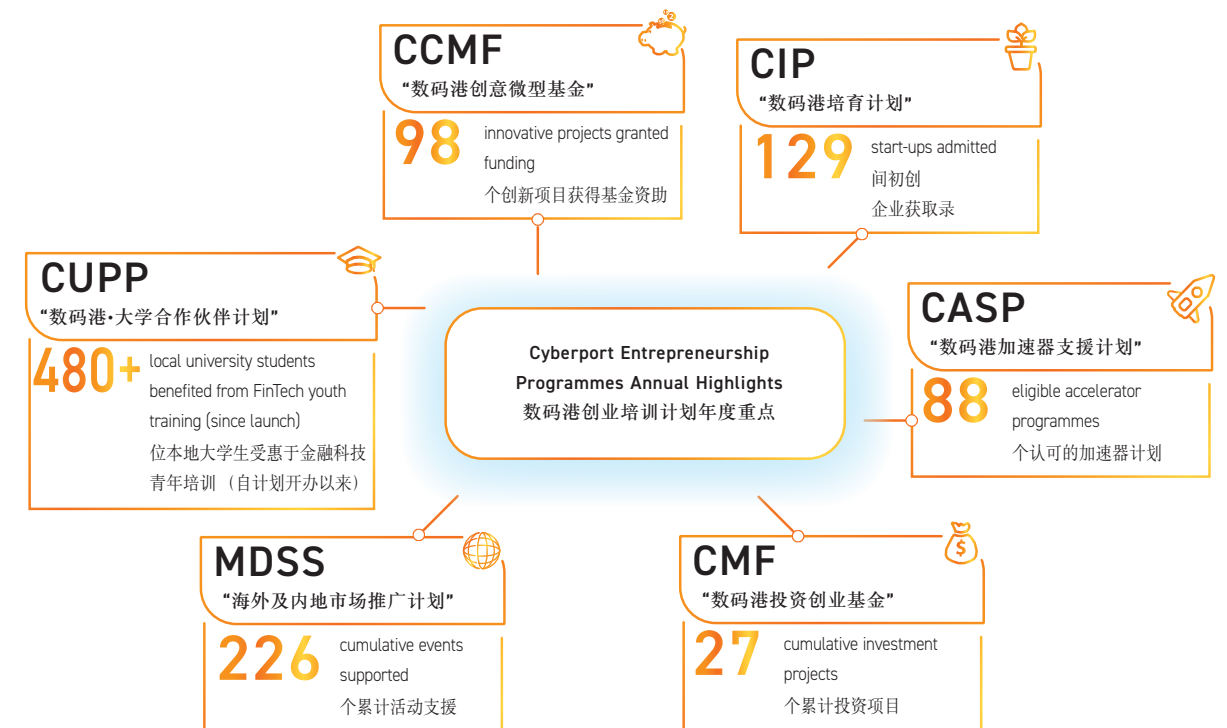 CCMF
“数码港创意微型基金”
98
innovative projects granted
funding
个创新项目获得基金资助
CIP
“数码港培育计划”
129
start-ups admitted
间初创
企业获取录
CUPP
“数码港·大学合作伙伴计划”
480+
local university students
benefited from FinTech youth
training (since launch)
位本地大学生受惠于金融科技
青年培训（自计划开办以来）
Cyberport Entrepreneurship
Programmes Annual Highlights
数码港创业培训计划年度重点
CASP
“数码港加速器支援计划”
88
eligible accelerator
programmes
个认可的加速器计划
MDSS
“海外及内地市场推广计划”
226
cumulative events
supported
个累计活动支援
CMF
“数码港投资创业基金”
27
cumulative investment
projects
个累计投资项目
$